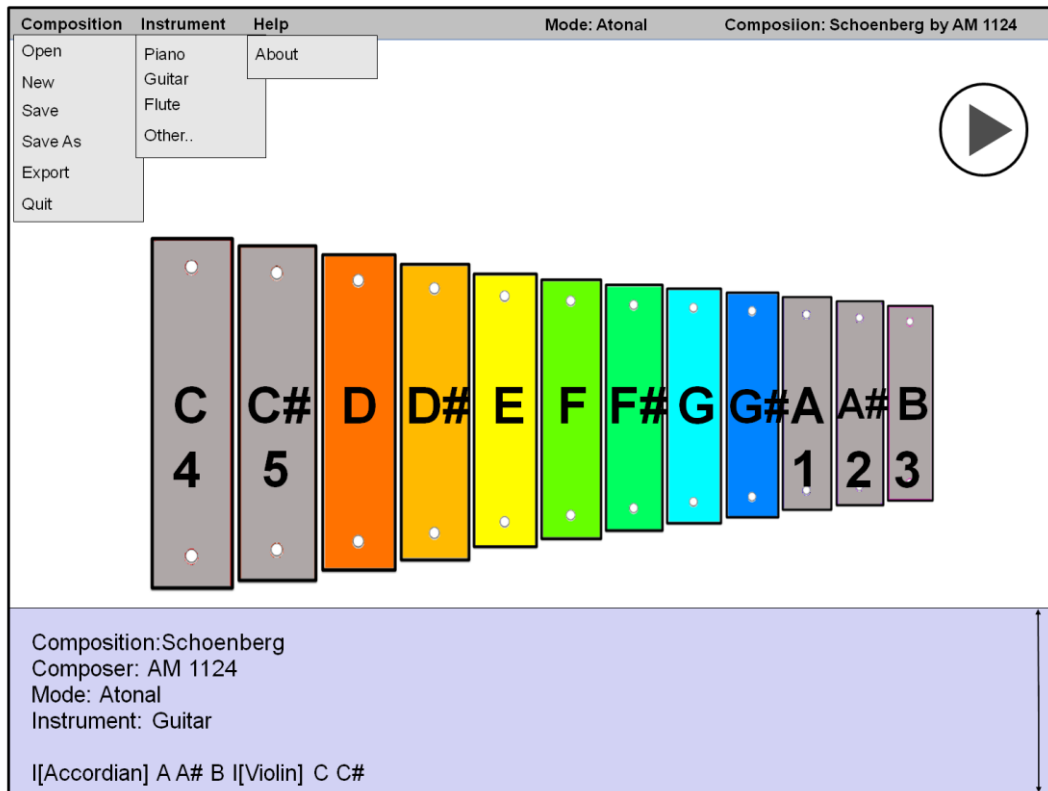 Composition Instrument Help Mode: Atonal Composiion: Schoenberg by AM 1124
Open
New
Save
Save As
Export
Quit
Piano
Guitar
Flute
Other..
About
C C# D D# E F F# G G# A A# B
4 5 1 2 3
Composition:Schoenberg
Composer: AM 1124
Mode: Atonal
Instrument: Guitar
I[Accordian] A A# B I[Violin] C C#